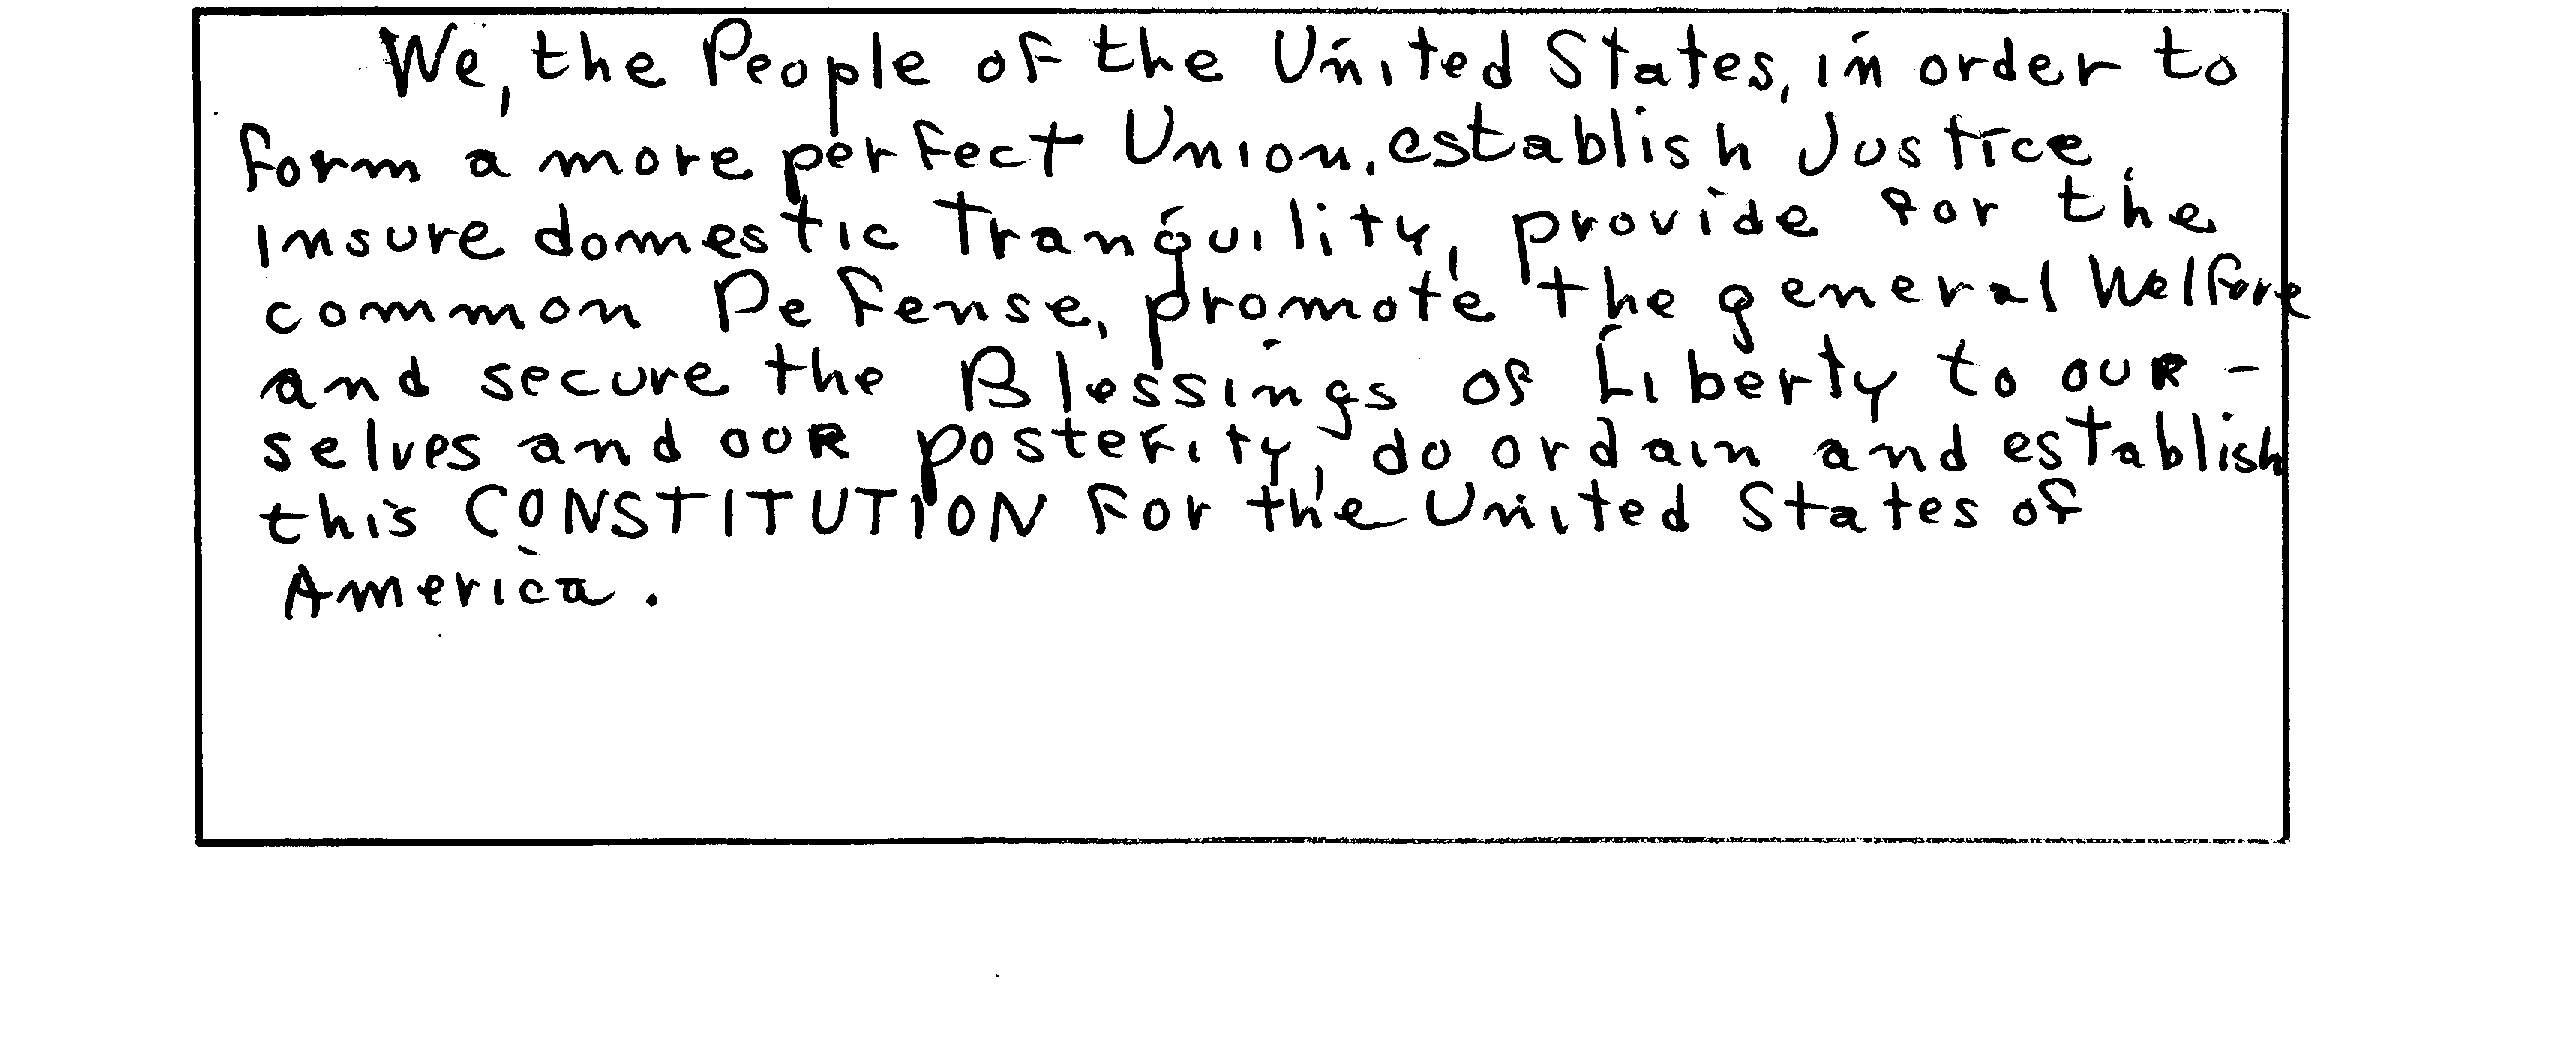 We, the People of the United States, in order to
form a more perfect Union, establish Justice,
insure domestic Tranquility, provide for the
common Defense, promote the general Welfare
and secure the Blessings of Liberty to our-
selves and our posterity, do ordain and establish
this CONSTITUTION for the United States of
America.